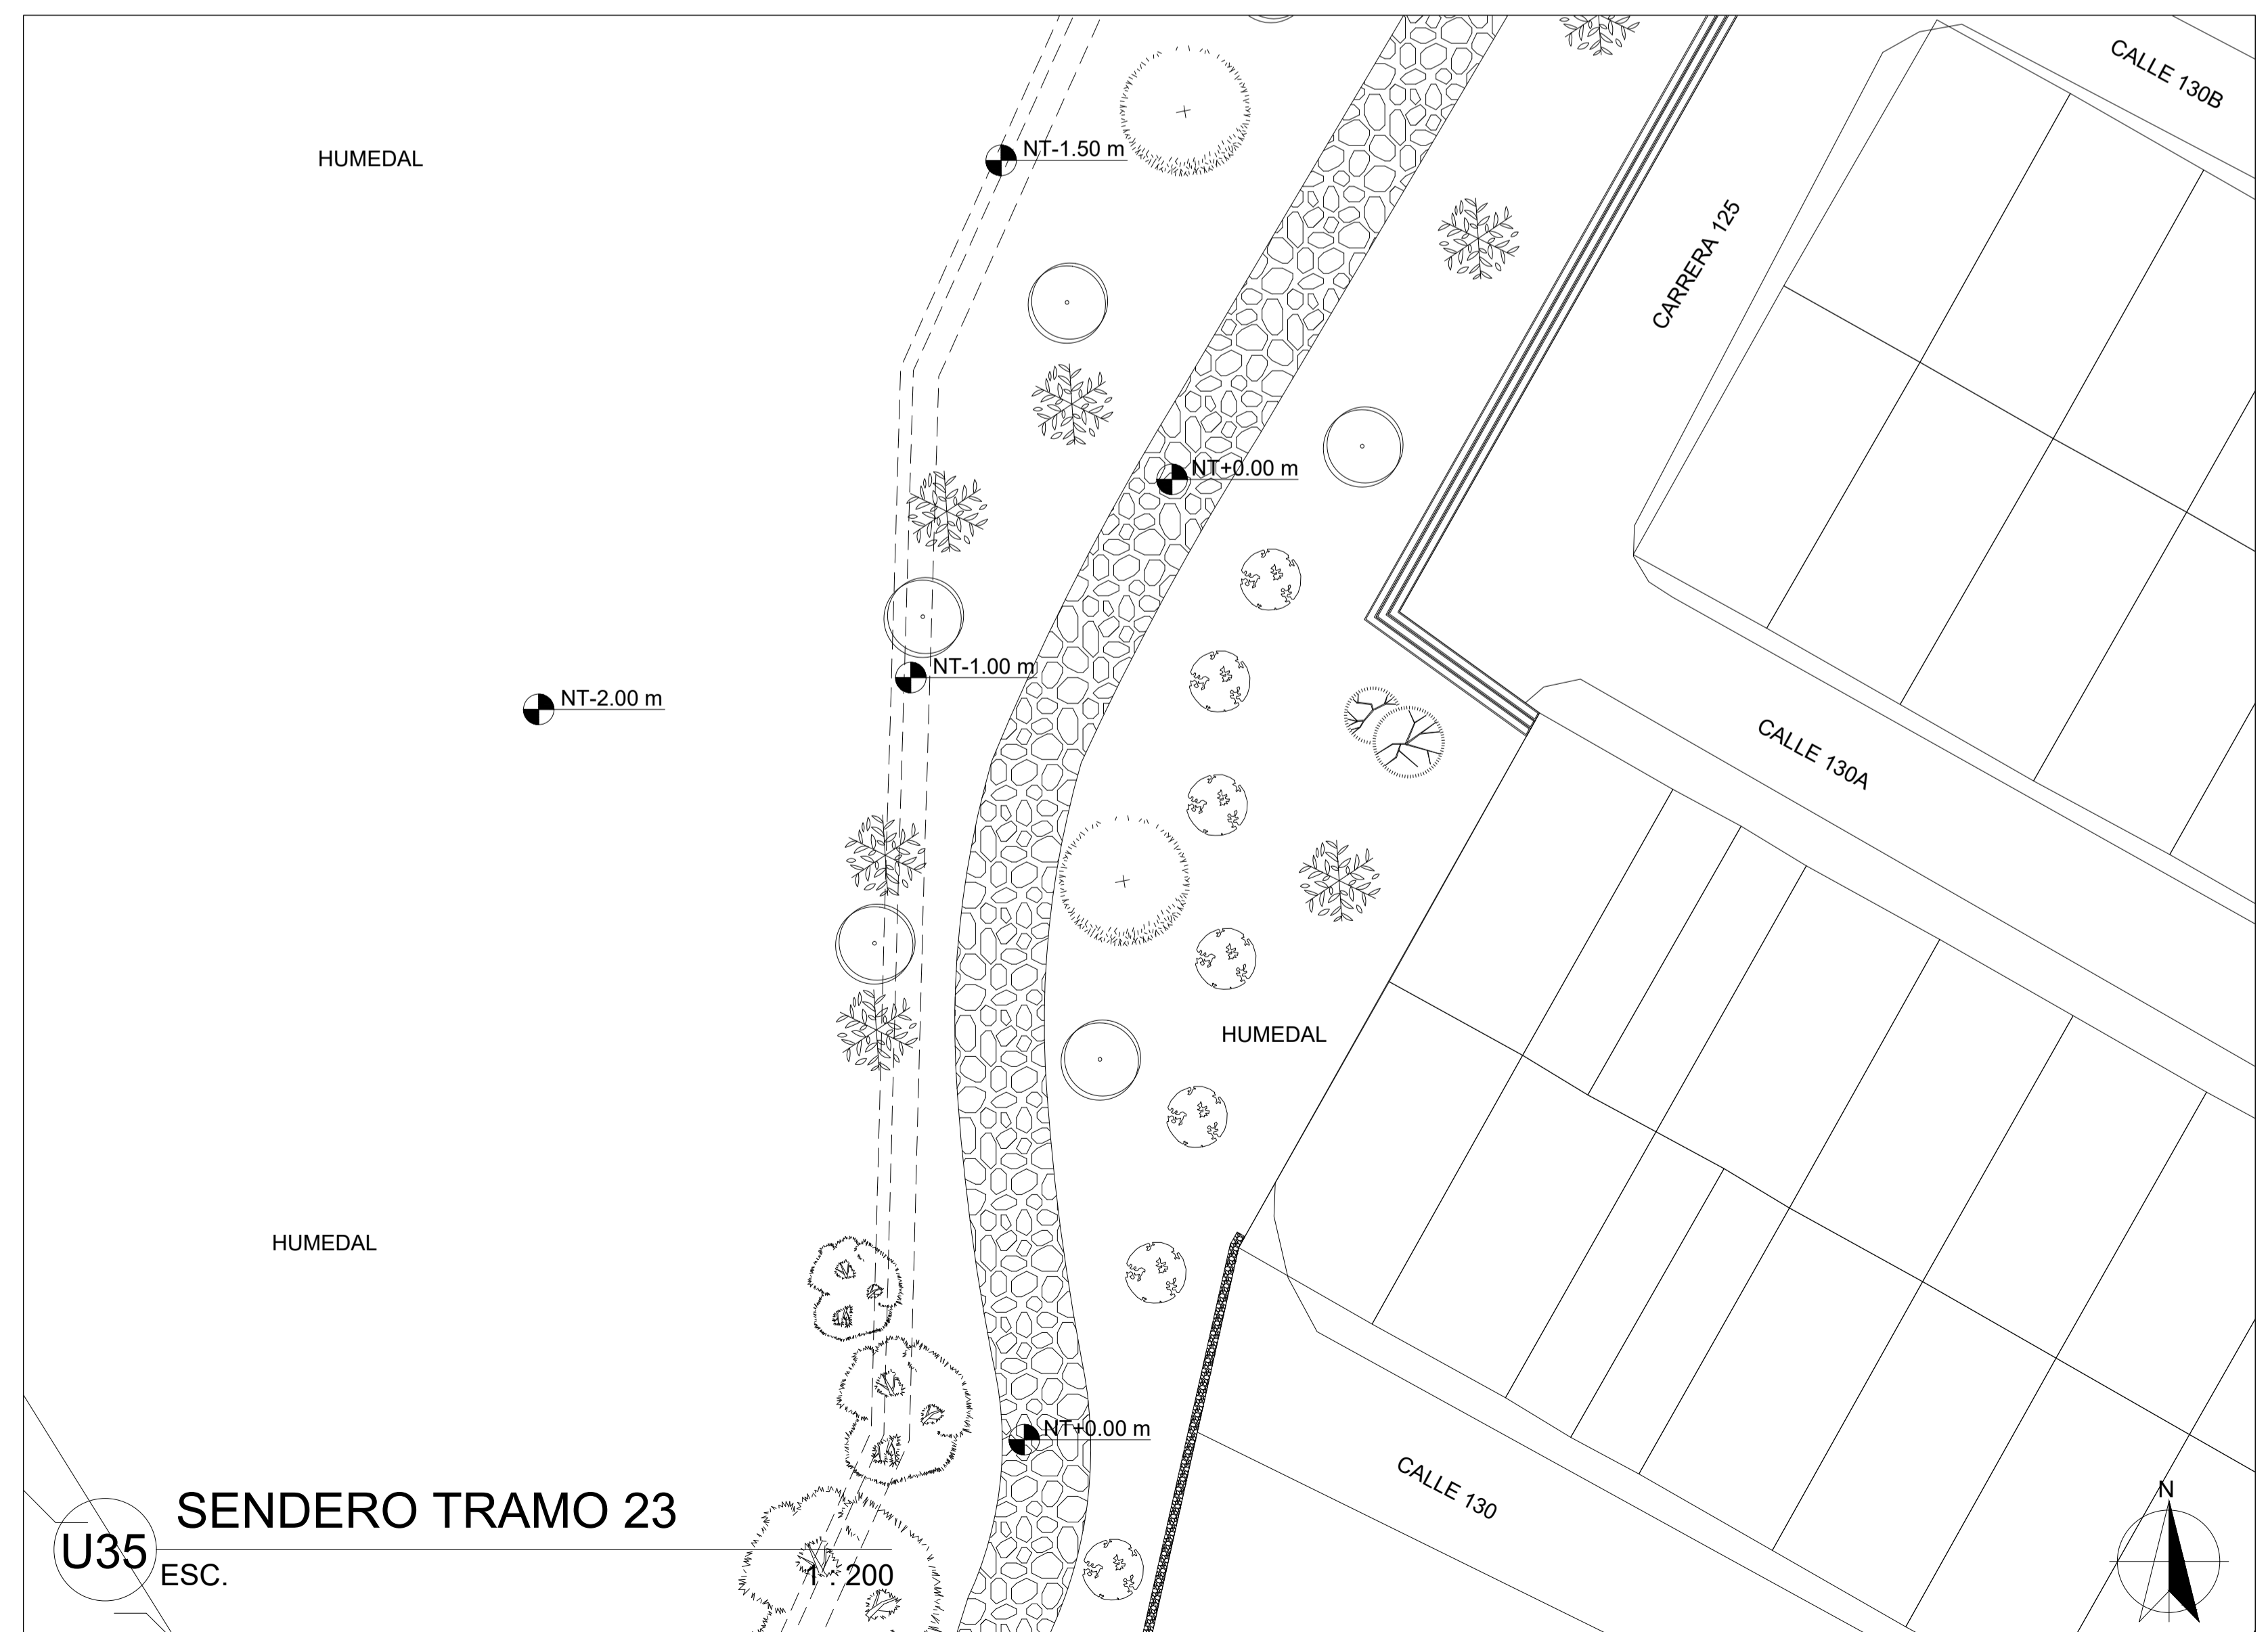 CALLE 130B
HUMEDAL
NT-1.50 m
CARRERA 125
NT+0.00 m
NT-1.00 m
NT-2.00 m
CALLE 130A
HUMEDAL
HUMEDAL
NT+0.00 m
CALLE 130
N
SENDERO TRAMO 23
U35
ESC.
1 : 200